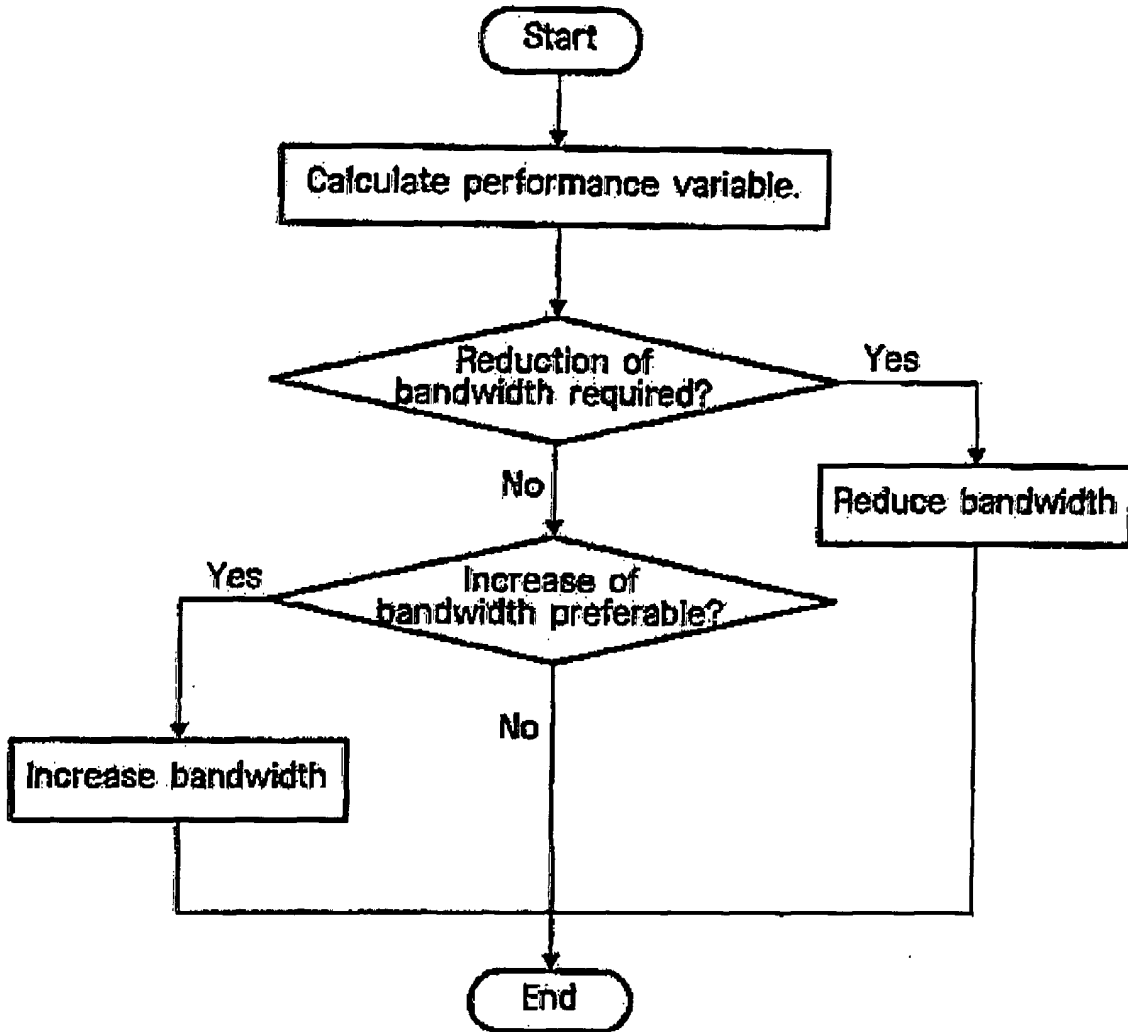 Start
Calculate performance variable.
Reduction of
bandwidth required?
Yes
No
Reduce bandwidth
Yes
Increase of
bandwidth preferable?
No
Increase bandwidth
End